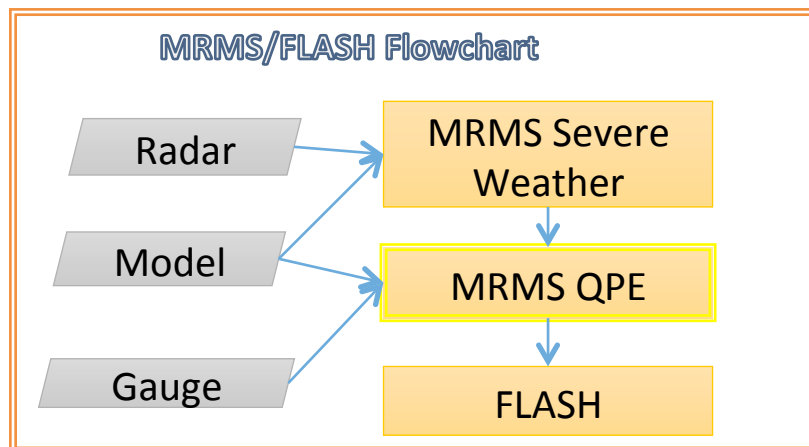 MRMS/FLASH Flowchart
Radar
MRMS Severe
Weather
Model
MRMS QPE
Gauge
FLASH